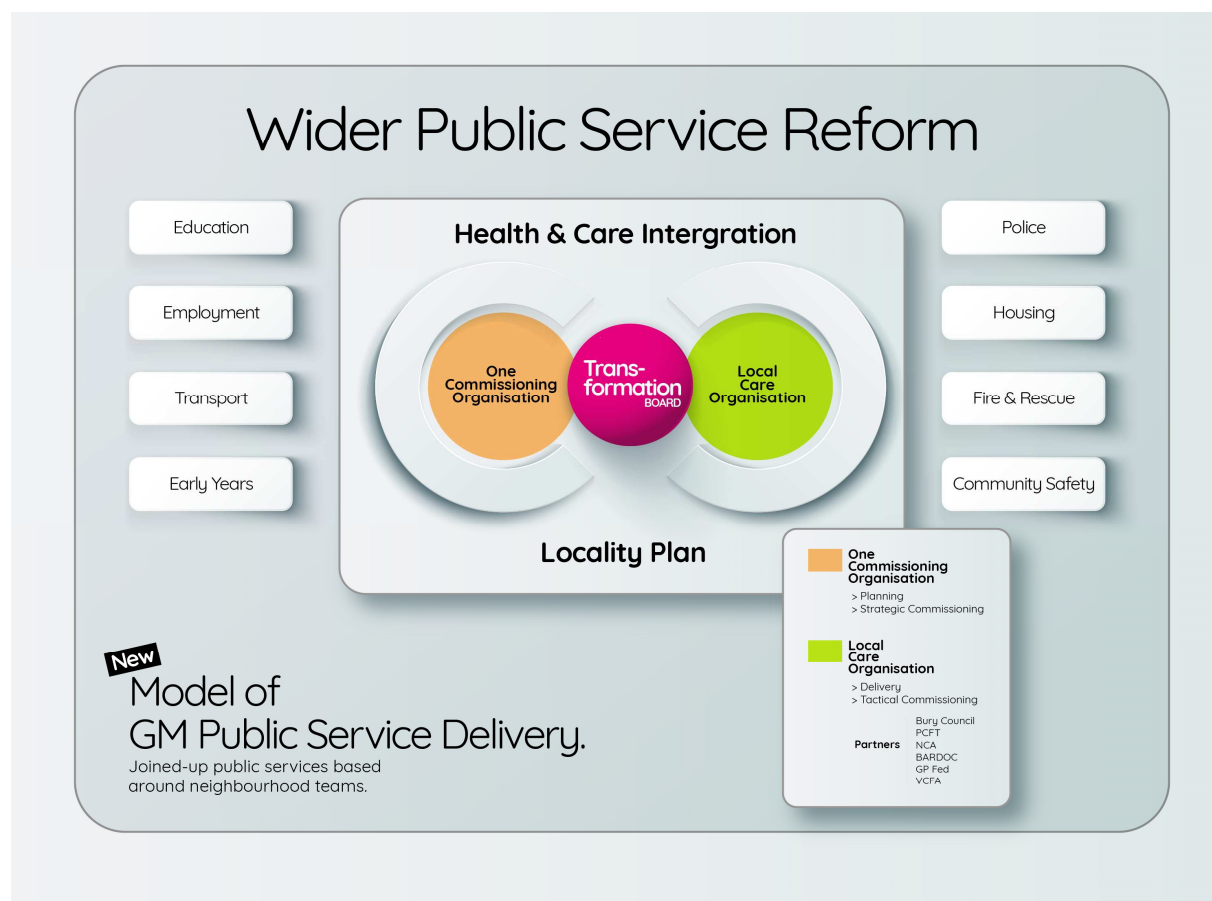 Wider Public Service Reform
Education
Employment
Transport
Early Years
Health & Care Intergration
One
Commissioning
Organisation
Trans-
formation
BOARD
Local
Care
Organisation
Locality Plan
Police
Housing
Fire & Rescue
Community Safety
One
Commissioning
Organisation
> Planning
> Strategic Commissioning
Local
Care
Organisation
> Delivery
> Tactical Commissioning
Partners
Bury Council
PCFT
NCA
BARDOC
GP Fed
VCFA
New
Model of
GM Public Service Delivery.
Joined-up public services based
around neighbourhood teams.